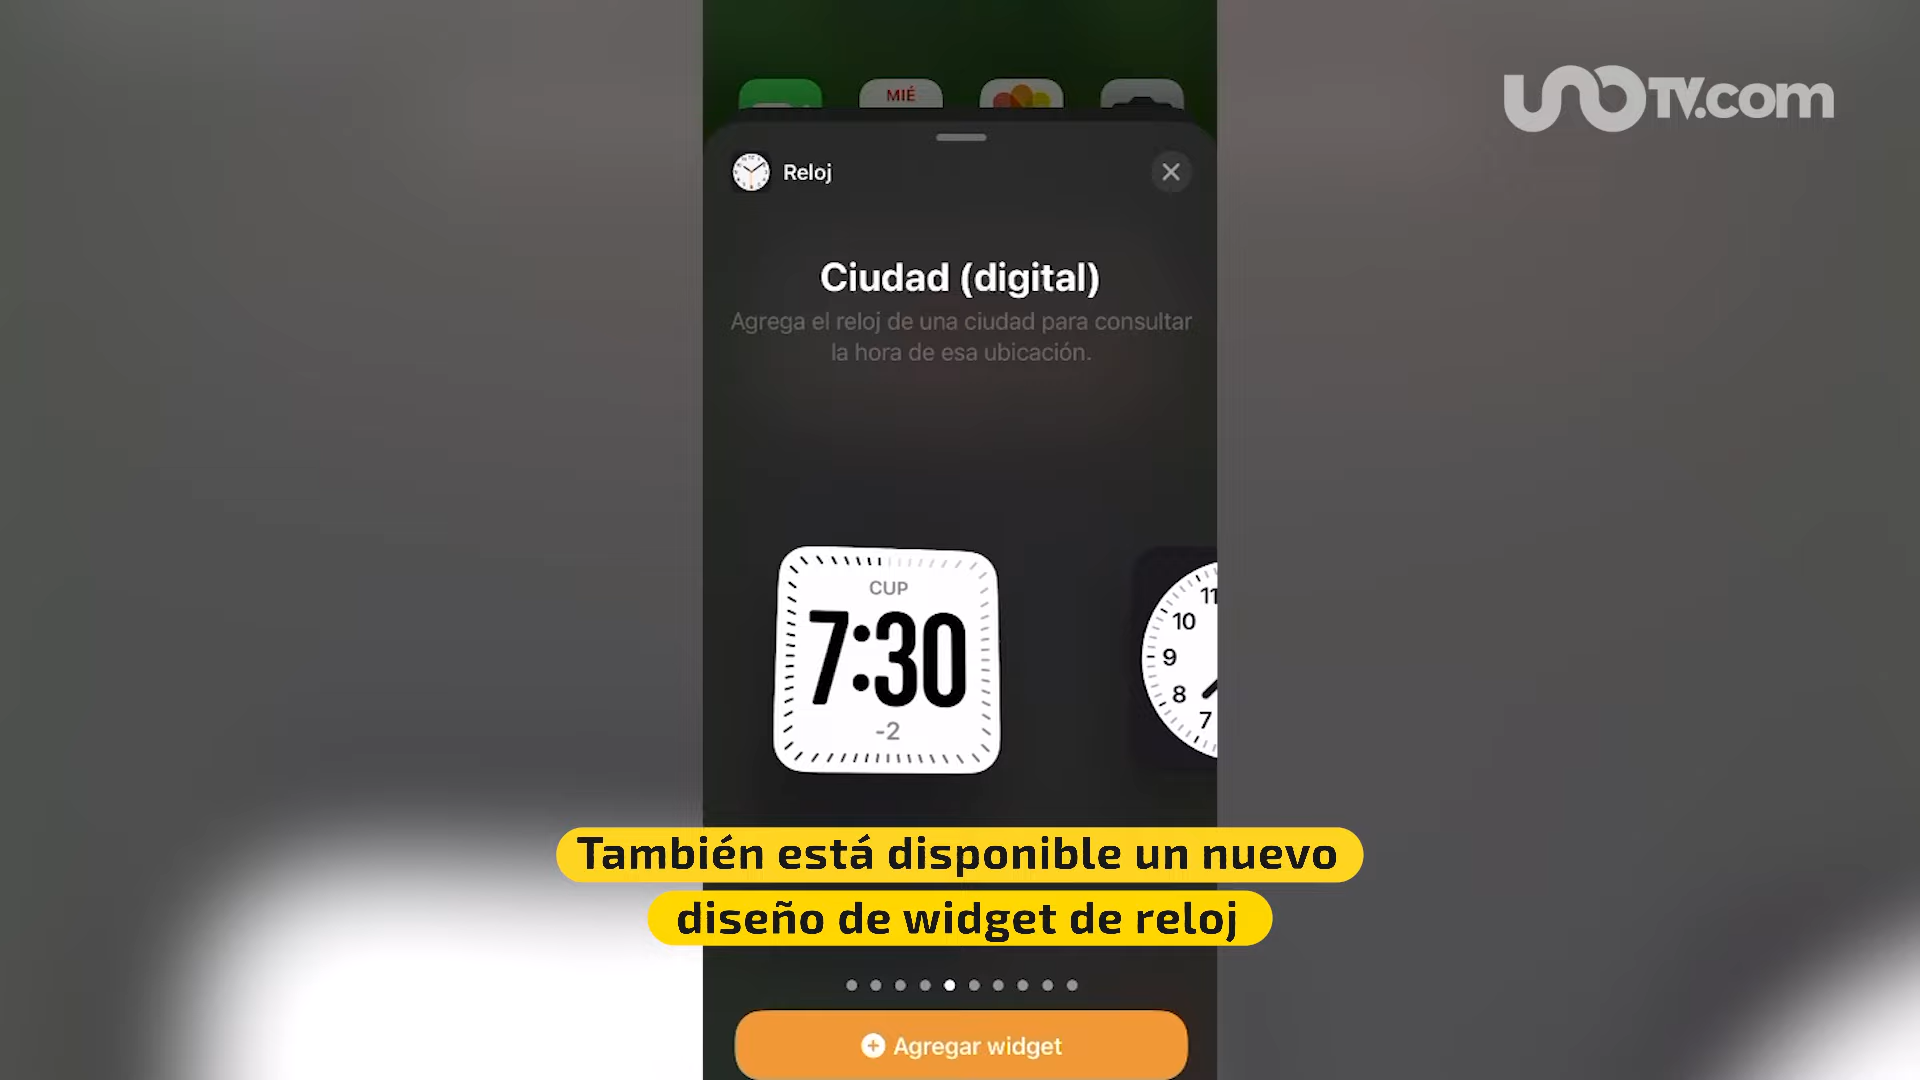 UNOTV.com
MIÉ
Reloj
Ciudad (digital)
Agrega el reloj de una ciudad para consultar
la hora de esa ubicación.
CUP
7:30
-2
11
10
9
8
7
También está disponible un nuevo
diseño de widget de reloj
Agregar widget